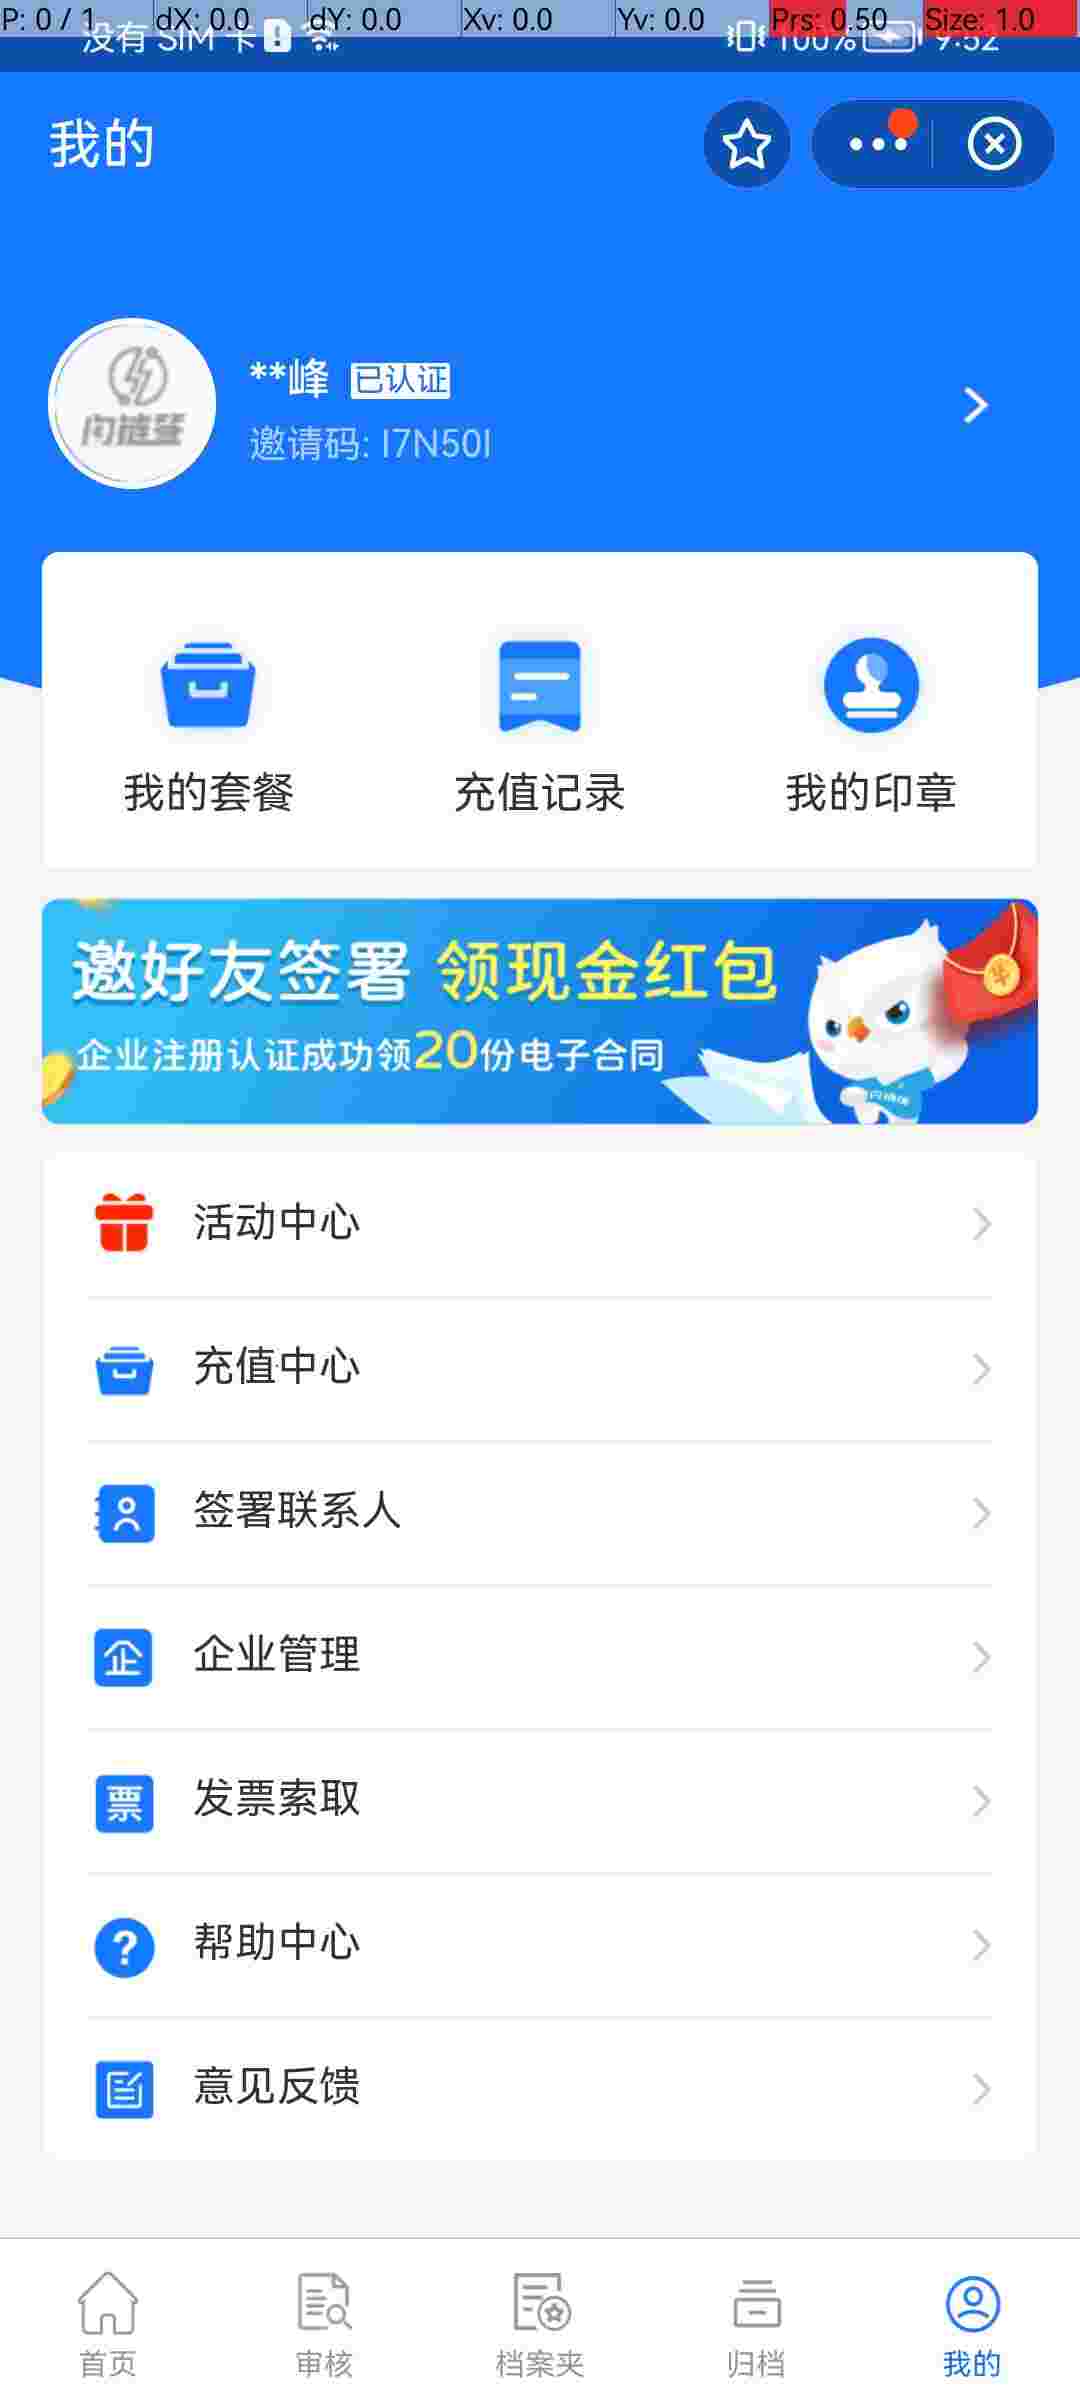 P: 0 / 1 dX: 0.0 dY: 0.0 Xv: 0.0 Yv: 0.0 Prs: 0.50 Size: 1.0
没有 SIM 卡 100% 9:52
我的
**峰 已认证
邀请码: I7N50I
我的套餐 充值记录 我的印章
邀好友签署 领现金红包
企业注册认证成功领20份电子合同
活动中心
充值中心
签署联系人
企业管理
企
发票索取
票
帮助中心
意见反馈
首页 审核 档案夹 归档 我的